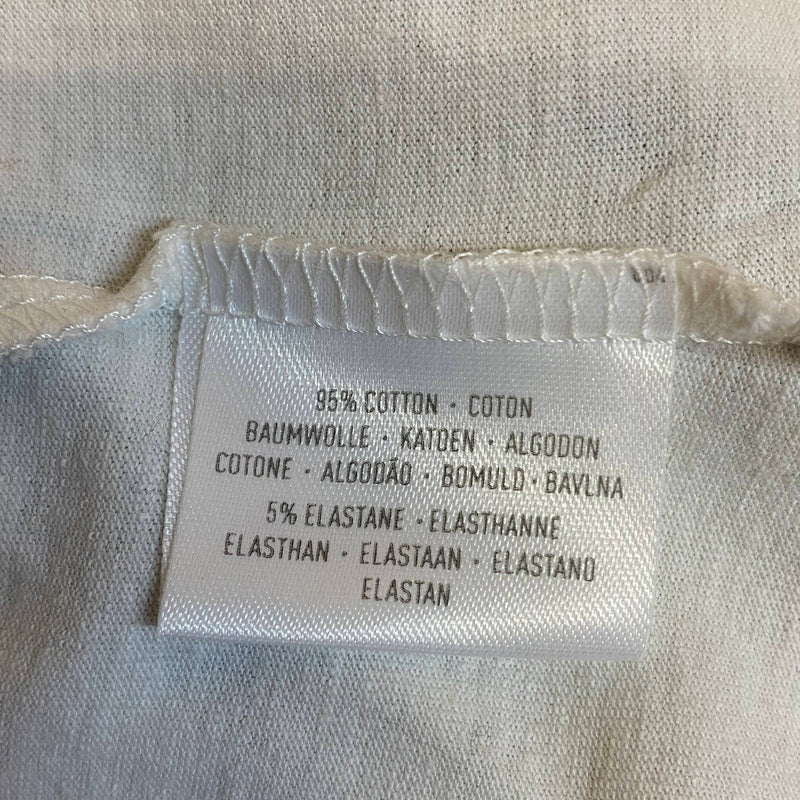 95% COTTON · COTON
BAUMWOLLE · KATOEN · ALGODON
COTONE · ALGODÃO · BOMULD · BAVLNA
5% ELASTANE · ELASTHANNE
ELASTHAN · ELASTAAN · ELASTANO
ELASTAN